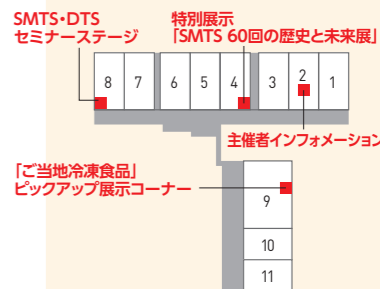 SMTS・DTS
セミナーステージ
特別展示
「SMTS 60回の歴史と未来展」
8 7 6 5 4 3 2 1
主催者インフォメーション
「ご当地冷凍食品」
ピックアップ展示コーナー
9
10
11